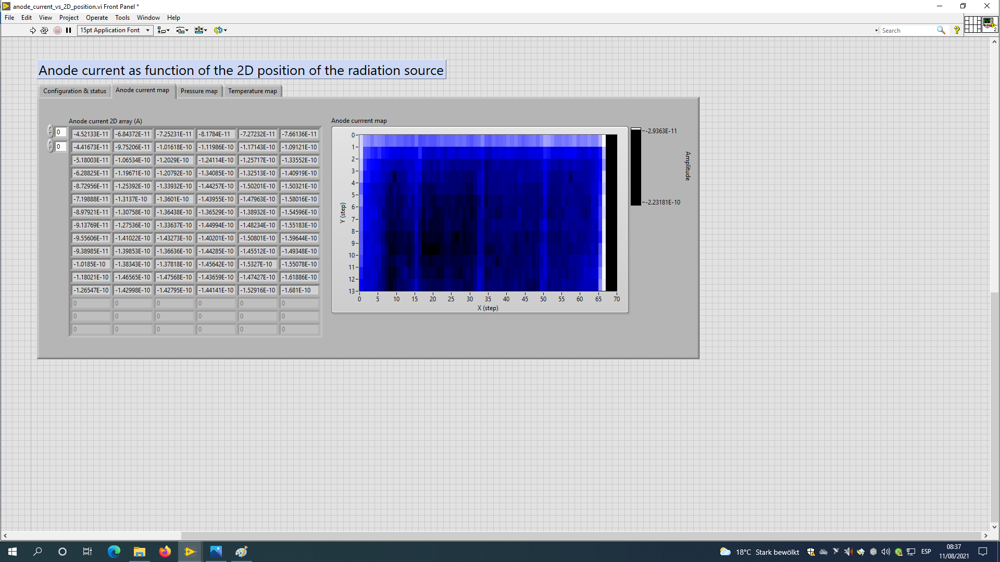 anode_current_vs_2D_position.vi Front Panel *
File Edit View Project Operate Tools Window Help
15pt Application Font
Search
2
Anode current as function of the 2D position of the radiation source
Configuration & status Anode current map Pressure map Temperature map
Anode current 2D array (A)
0
0
-4.52133E-11 -6.84372E-11 -7.25231E-11 -8.1784E-11 -7.27232E-11 -7.66136E-11
-4.41673E-11 -9.75206E-11 -1.01618E-10 -1.11986E-10 -1.17143E-10 -1.09121E-10
-5.18003E-11 -1.06534E-10 -1.2029E-10 -1.24114E-10 -1.25717E-10 -1.33552E-10
-6.28825E-11 -1.19671E-10 -1.20792E-10 -1.34085E-10 -1.32513E-10 -1.40919E-10
-8.72956E-11 -1.25392E-10 -1.33932E-10 -1.44257E-10 -1.50201E-10 -1.50321E-10
-7.19888E-11 -1.3137E-10 -1.3601E-10 -1.43955E-10 -1.47963E-10 -1.58016E-10
-8.97921E-11 -1.30758E-10 -1.36438E-10 -1.36529E-10 -1.38932E-10 -1.54596E-10
-9.13769E-11 -1.27536E-10 -1.33637E-10 -1.44994E-10 -1.48234E-10 -1.55183E-10
-9.55606E-11 -1.41022E-10 -1.43273E-10 -1.40201E-10 -1.50801E-10 -1.59644E-10
-9.38985E-11 -1.39853E-10 -1.36636E-10 -1.44285E-10 -1.45512E-10 -1.49348E-10
-1.0185E-10 -1.38343E-10 -1.37818E-10 -1.45642E-10 -1.5327E-10 -1.55078E-10
-1.18021E-10 -1.46565E-10 -1.47568E-10 -1.43659E-10 -1.47427E-10 -1.61886E-10
-1.26547E-10 -1.42998E-10 -1.42795E-10 -1.44141E-10 -1.52916E-10 -1.681E-10
0 0 0 0 0 0
0 0 0 0 0 0
0 0 0 0 0 0
Anode currrent map
0
1
2
3
4
5
6
7
8
9
10
11
12
13
Y (step)
0 5 10 15 20 25 30 35 40 45 50 55 60 65 70
X (step)
-2.9363E-11
-2.23181E-10
Amplitude
18°C Stark bewölkt
ESP
08:37
11/08/2021